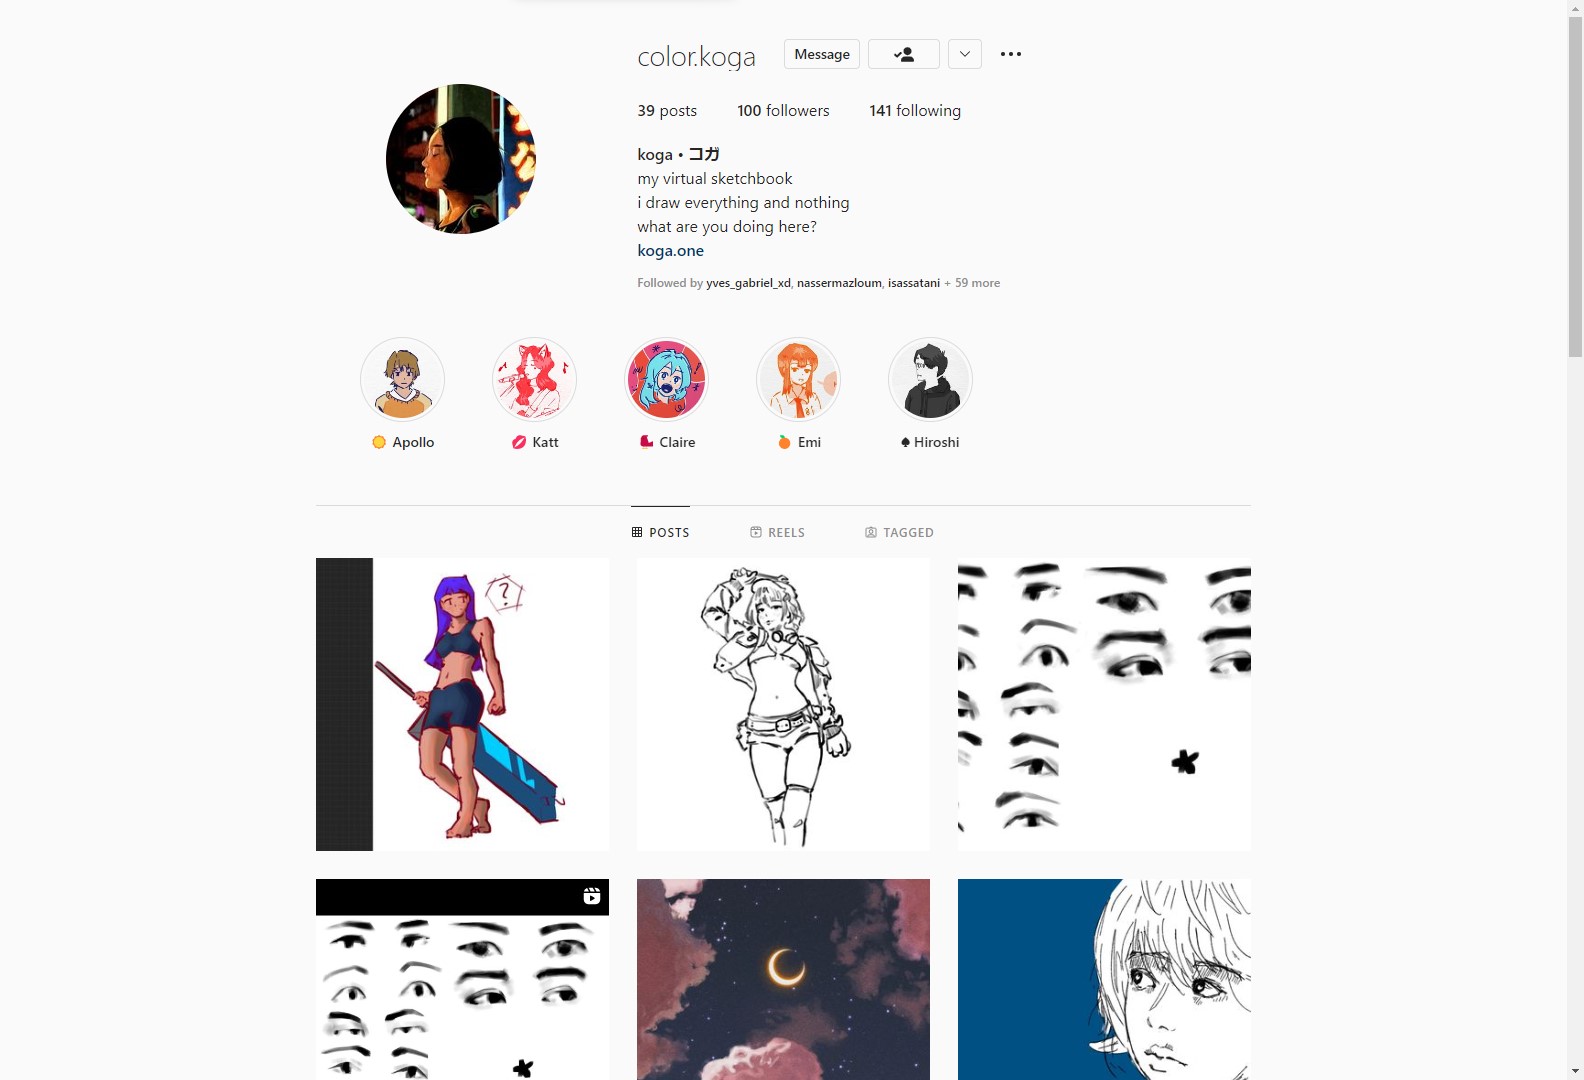 color.koga
Message
39 posts 100 followers 141 following
koga • コガ
my virtual sketchbook
i draw everything and nothing
what are you doing here?
koga.one
Followed by yves_gabriel_xd, nassermazloum, isassatani + 59 more
Apollo Katt Claire Emi Hiroshi
POSTS REELS TAGGED
?